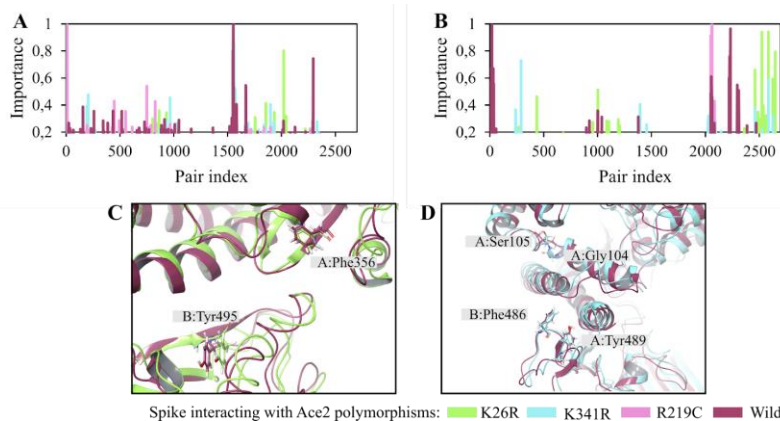 A
B
Importance
1
0,8
0,6
0,4
0,2
0 500 1000 1500 2000 2500
Pair index
Importance
1
0,8
0,6
0,4
0,2
0 500 1000 1500 2000 2500
Pair index
C
D
A:Phe356
B:Tyr495
A:Ser105
A:Gly104
B:Phe486
A:Tyr489
Spike interacting with Ace2 polymorphisms: K26R K341R R219C Wild